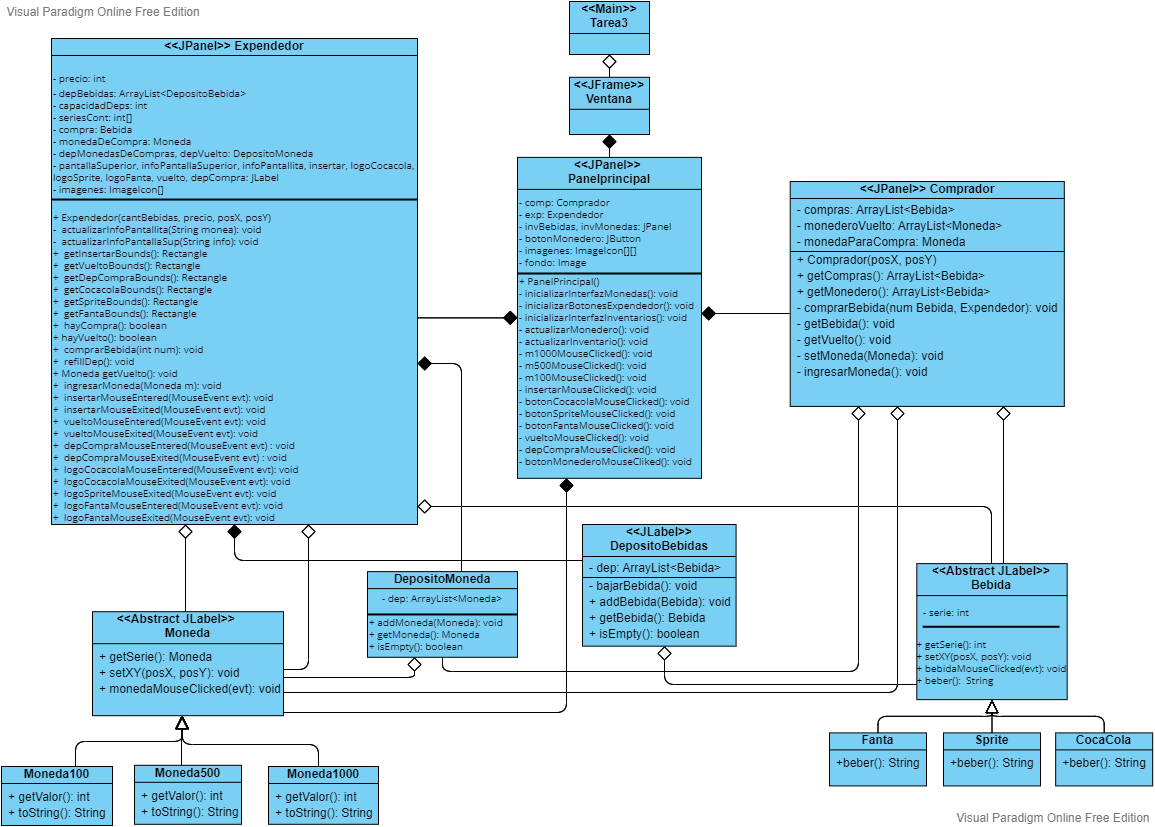 Visual Paradigm Online Free Edition
<<Main>>
Tarea3
<<JFrame>>
Ventana
<<JPanel>> Expendedor
- precio: int
- depBebidas: ArrayList<DepositoBebida>
- capacidadDeps: int
- seriesCont: int[]
- compra: Bebida
- monedaDeCompra: Moneda
- depMonedasDeCompras, depVuelto: DepositoMoneda
- pantallaSuperior, infoPantallaSuperior, infoPantallita, insertar, logoCocacola,
logoSprite, logoFanta, vuelto, depCompra: JLabel
- imagenes: ImageIcon[]
+ Expendedor(cantBebidas, precio, posX, posY)
- actualizarInfoPantallita(String monea): void
- actualizarInfoPantallaSup(String info): void
+ getInsertarBounds(): Rectangle
+ getVueltoBounds(): Rectangle
+ getDepCompraBounds(): Rectangle
+ getCocacolaBounds(): Rectangle
+ getSpriteBounds(): Rectangle
+ getFantaBounds(): Rectangle
+ hayCompra(): boolean
+ hayVuelto(): boolean
+ comprarBebida(int num): void
+ refillDep(): void
+ Moneda getVuelto(): void
+ ingresarMoneda(Moneda m): void
+ insertarMouseEntered(MouseEvent evt): void
+ insertarMouseExited(MouseEvent evt): void
+ vueltoMouseEntered(MouseEvent evt): void
+ vueltoMouseExited(MouseEvent evt): void
+ depCompraMouseEntered(MouseEvent evt) : void
+ depCompraMouseExited(MouseEvent evt) : void
+ logoCocacolaMouseEntered(MouseEvent evt): void
+ logoCocacolaMouseExited(MouseEvent evt): void
+ logoSpriteMouseExited(MouseEvent evt): void
+ logoFantaMouseEntered(MouseEvent evt): void
+ logoFantaMouseExited(MouseEvent evt): void
<<JPanel>>
Panelprincipal
- comp: Comprador
- exp: Expendedor
- invBebidas, invMonedas: JPanel
- botonMonedero: JButton
- imagenes: ImageIcon[][]
- fondo: Image
+ PanelPrincipal()
- inicializarInterfazMonedas(): void
- inicializarBotonesExpendedor(): void
- inicializarInterfazInventarios(): void
- actualizarMonedero(): void
- actualizarInventario(): void
- m1000MouseClicked(): void
- m500MouseClicked(): void
- m100MouseClicked(): void
- insertarMouseClicked(): void
- botonCocacolaMouseClicked(): void
- botonSpriteMouseClicked(): void
- botonFantaMouseClicked(): void
- vueltoMouseClicked(): void
- depCompraMouseClicked(): void
- botonMonederoMouseCliked(): void
<<JPanel>> Comprador
- compras: ArrayList<Bebida>
- monederoVuelto: ArrayList<Moneda>
- monedaParaCompra: Moneda
+ Comprador(posX, posY)
+ getCompras(): ArrayList<Bebida>
+ getMonedero(): ArrayList<Bebida>
- comprarBebida(num Bebida, Expendedor): void
- getBebida(): void
- getVuelto(): void
- setMoneda(Moneda): void
- ingresarMoneda(): void
<<JLabel>>
DepositoBebidas
- dep: ArrayList<Bebida>
- bajarBebida(): void
+ addBebida(Bebida): void
+ getBebida(): Bebida
+ isEmpty(): boolean
DepositoMoneda
- dep: ArrayList<Moneda>
+ addMoneda(Moneda): void
+ getMoneda(): Moneda
+ isEmpty(): boolean
<<Abstract JLabel>>
Bebida
- serie: int
+ getSerie(): int
+ setXY(posX, posY): void
+ bebidaMouseClicked(evt): void
+ beber(): String
<<Abstract JLabel>>
Moneda
+ getSerie(): Moneda
+ setXY(posX, posY): void
+ monedaMouseClicked(evt): void
Fanta
+beber(): String
Sprite
+beber(): String
CocaCola
+beber(): String
Moneda100
+ getValor(): int
+ toString(): String
Moneda500
+ getValor(): int
+ toString(): String
Moneda1000
+ getValor(): int
+ toString(): String
Visual Paradigm Online Free Edition